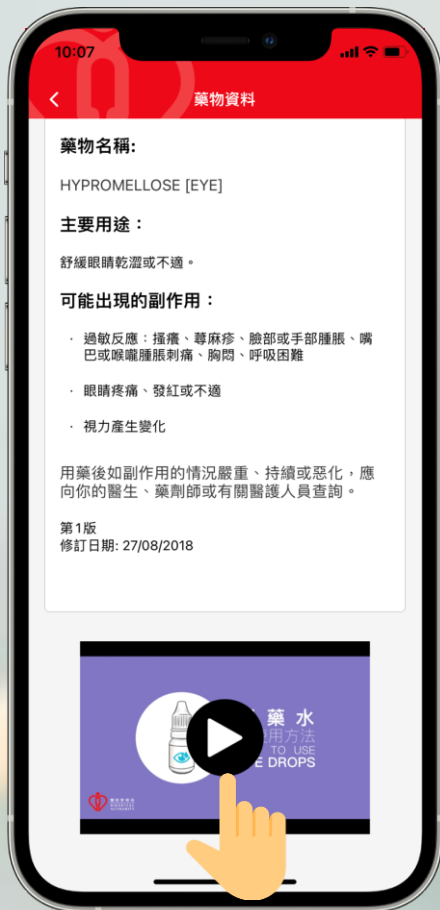 10:07
藥物資料
藥物名稱:
HYPROMELLOSE [EYE]
主要用途：
舒緩眼睛乾澀或不適。
可能出現的副作用：
· 過敏反應：搔癢、蕁麻疹、臉部或手部腫脹、嘴
巴或喉嚨腫脹刺痛、胸悶、呼吸困難
· 眼睛疼痛、發紅或不適
· 視力產生變化
用藥後如副作用的情況嚴重、持續或惡化，應
向你的醫生、藥劑師或有關醫護人員查詢。
第1版
修訂日期: 27/08/2018
藥水
用方法
TO USE
E DROPS